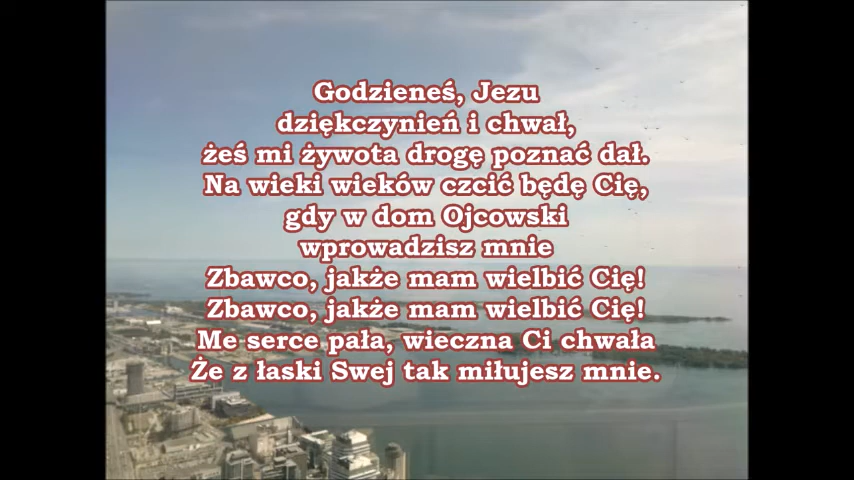 Godzieneś, Jezu
dziękczynień i chwał,
żeś mi żywota drogę poznać dał.
Na wieki wieków czcić będę Cię,
gdy w dom Ojcowski
wprowadzisz mnie
Zbawco, jakże mam wielbić Cię!
Zbawco, jakże mam wielbić Cię!
Me serce pała, wieczna Ci chwała
Że z łaski Swej tak miłujesz mnie.